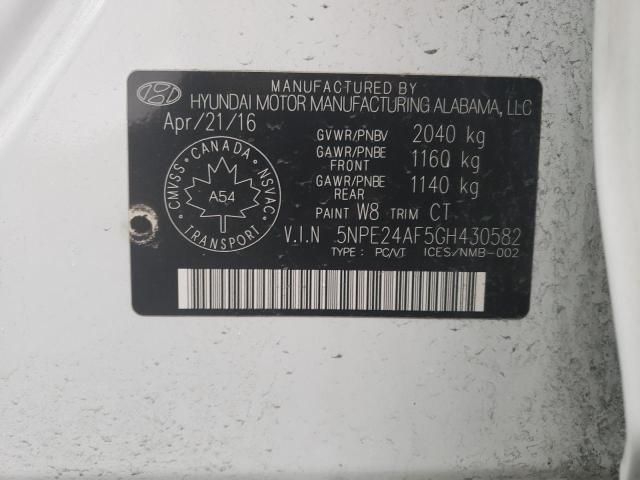 MANUFACTURED BY
HYUNDAI MOTOR MANUFACTURING ALABAMA, LLC
Apr/21/16
GVWR/PNBV 2040 kg
GAWR/PNBE FRONT 1160 kg
GAWR/PNBE REAR 1140 kg
PAINT W8 TRIM CT
CMVSS CANADA NSVAC
A54
TRANSPORT
V.I.N 5NPE24AF5GH430582
TYPE : PC/VT ICES/NMB-002